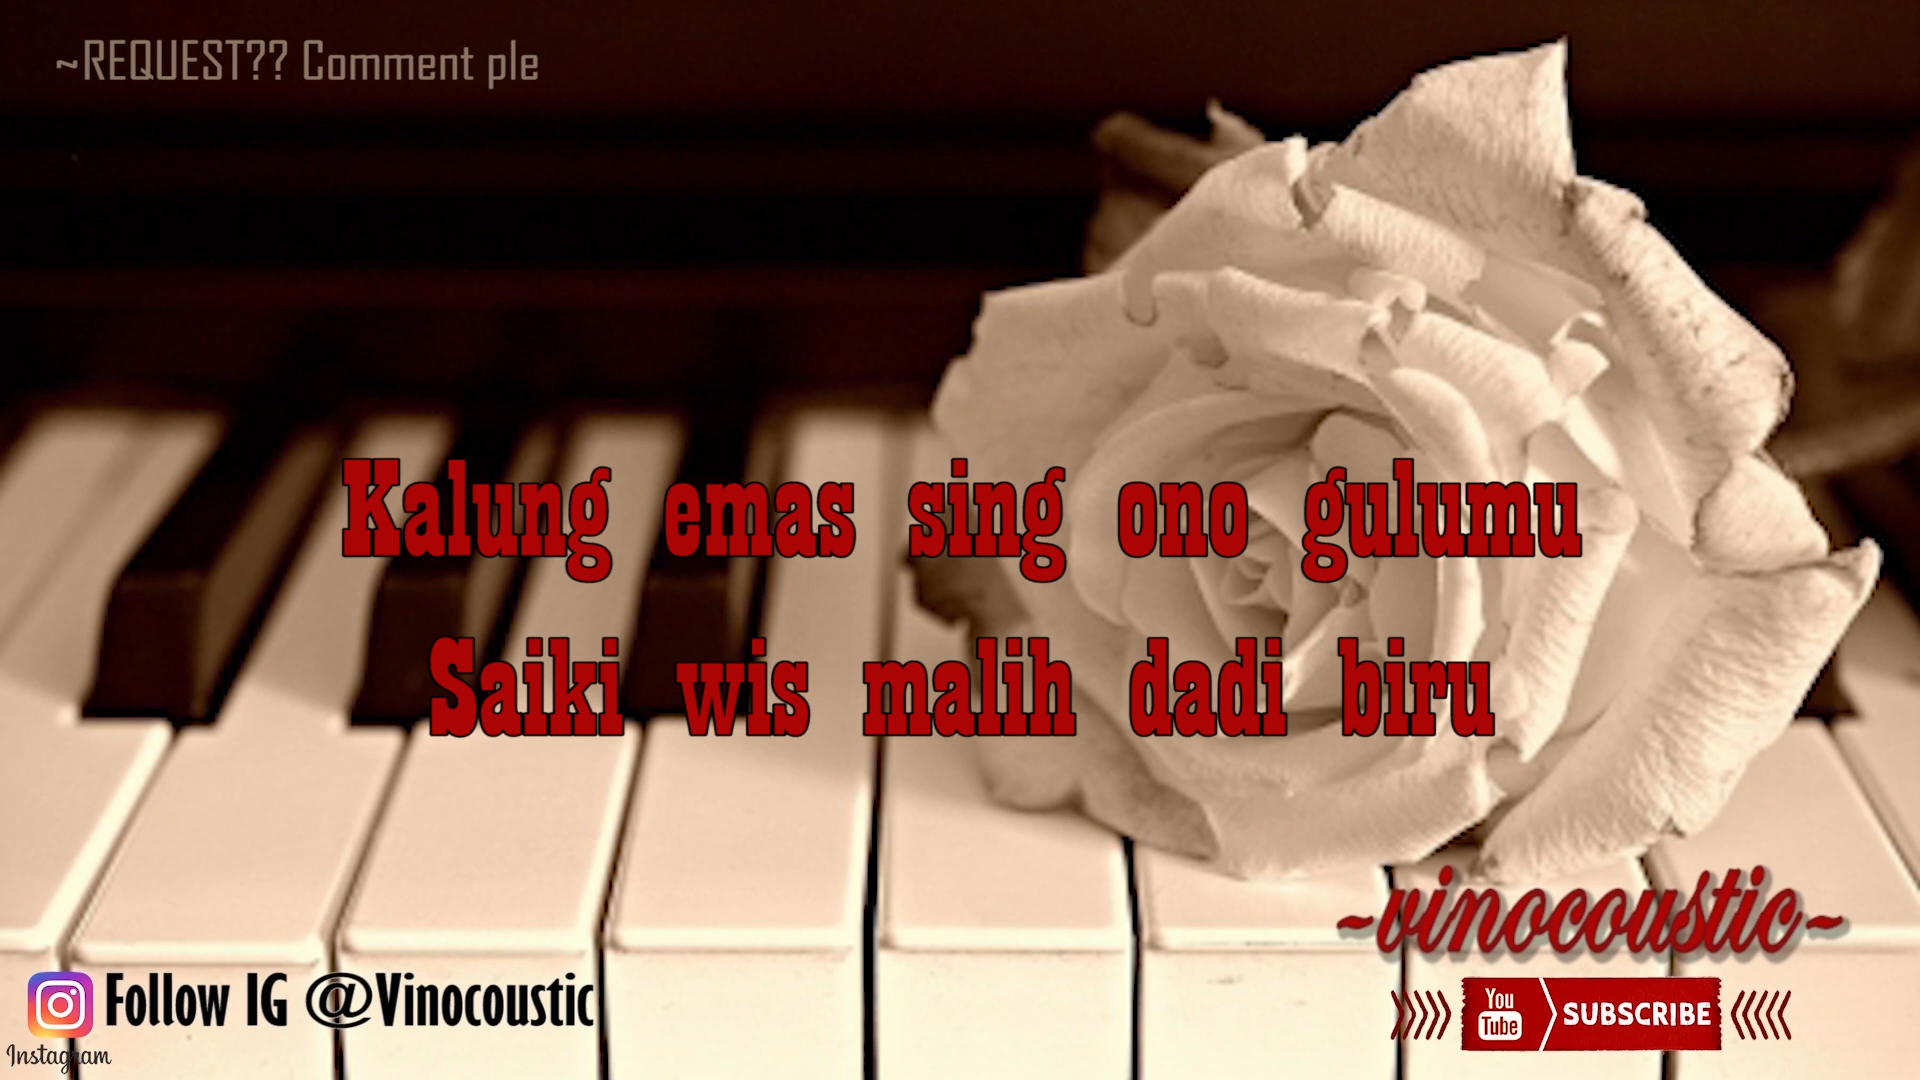 ~REQUEST?? Comment ple
Kalung emas sing ono gulumu
Saiki wis malih dadi biru
~vinocoustic~
Follow IG @Vinocoustic
Instagram
You Tube SUBSCRIBE